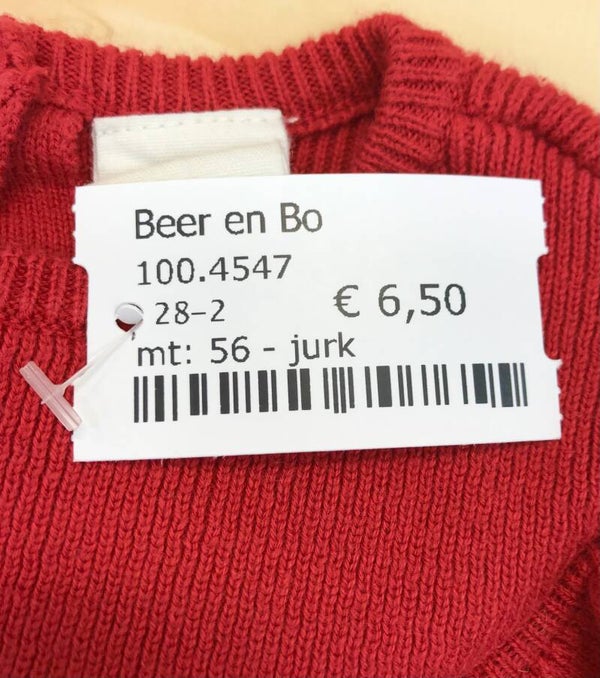 Beer en Bo
100.4547
28-2 € 6,50
mt: 56 - jurk